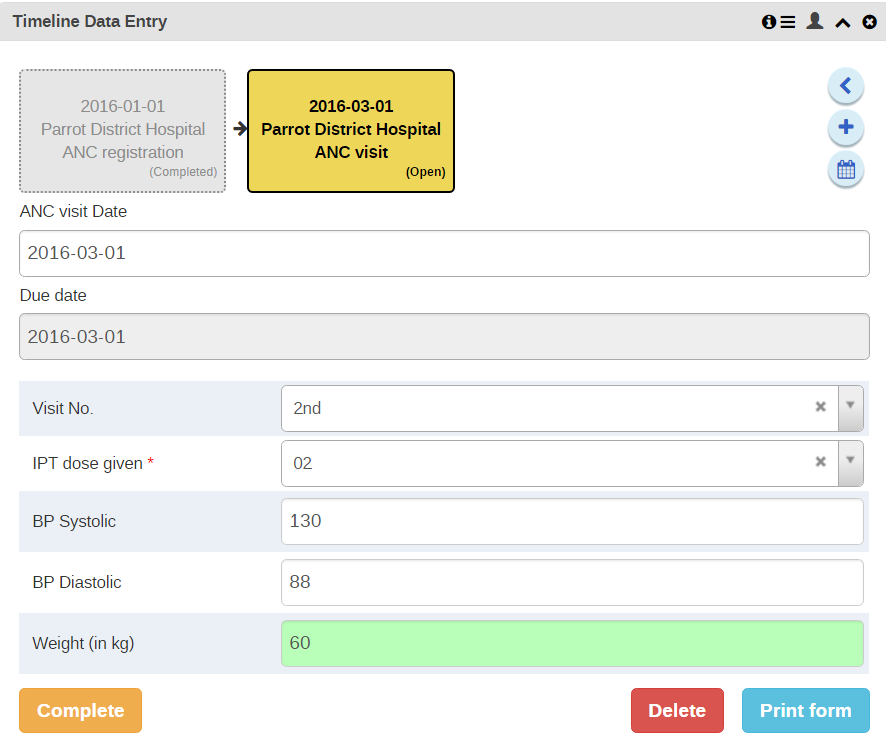 Timeline Data Entry
2016-01-01
Parrot District Hospital
ANC registration
(Completed)
2016-03-01
Parrot District Hospital
ANC visit
(Open)
ANC visit Date
2016-03-01
Due date
2016-03-01
Visit No.
2nd
IPT dose given *
02
BP Systolic
130
BP Diastolic
88
Weight (in kg)
60
Complete
Delete
Print form